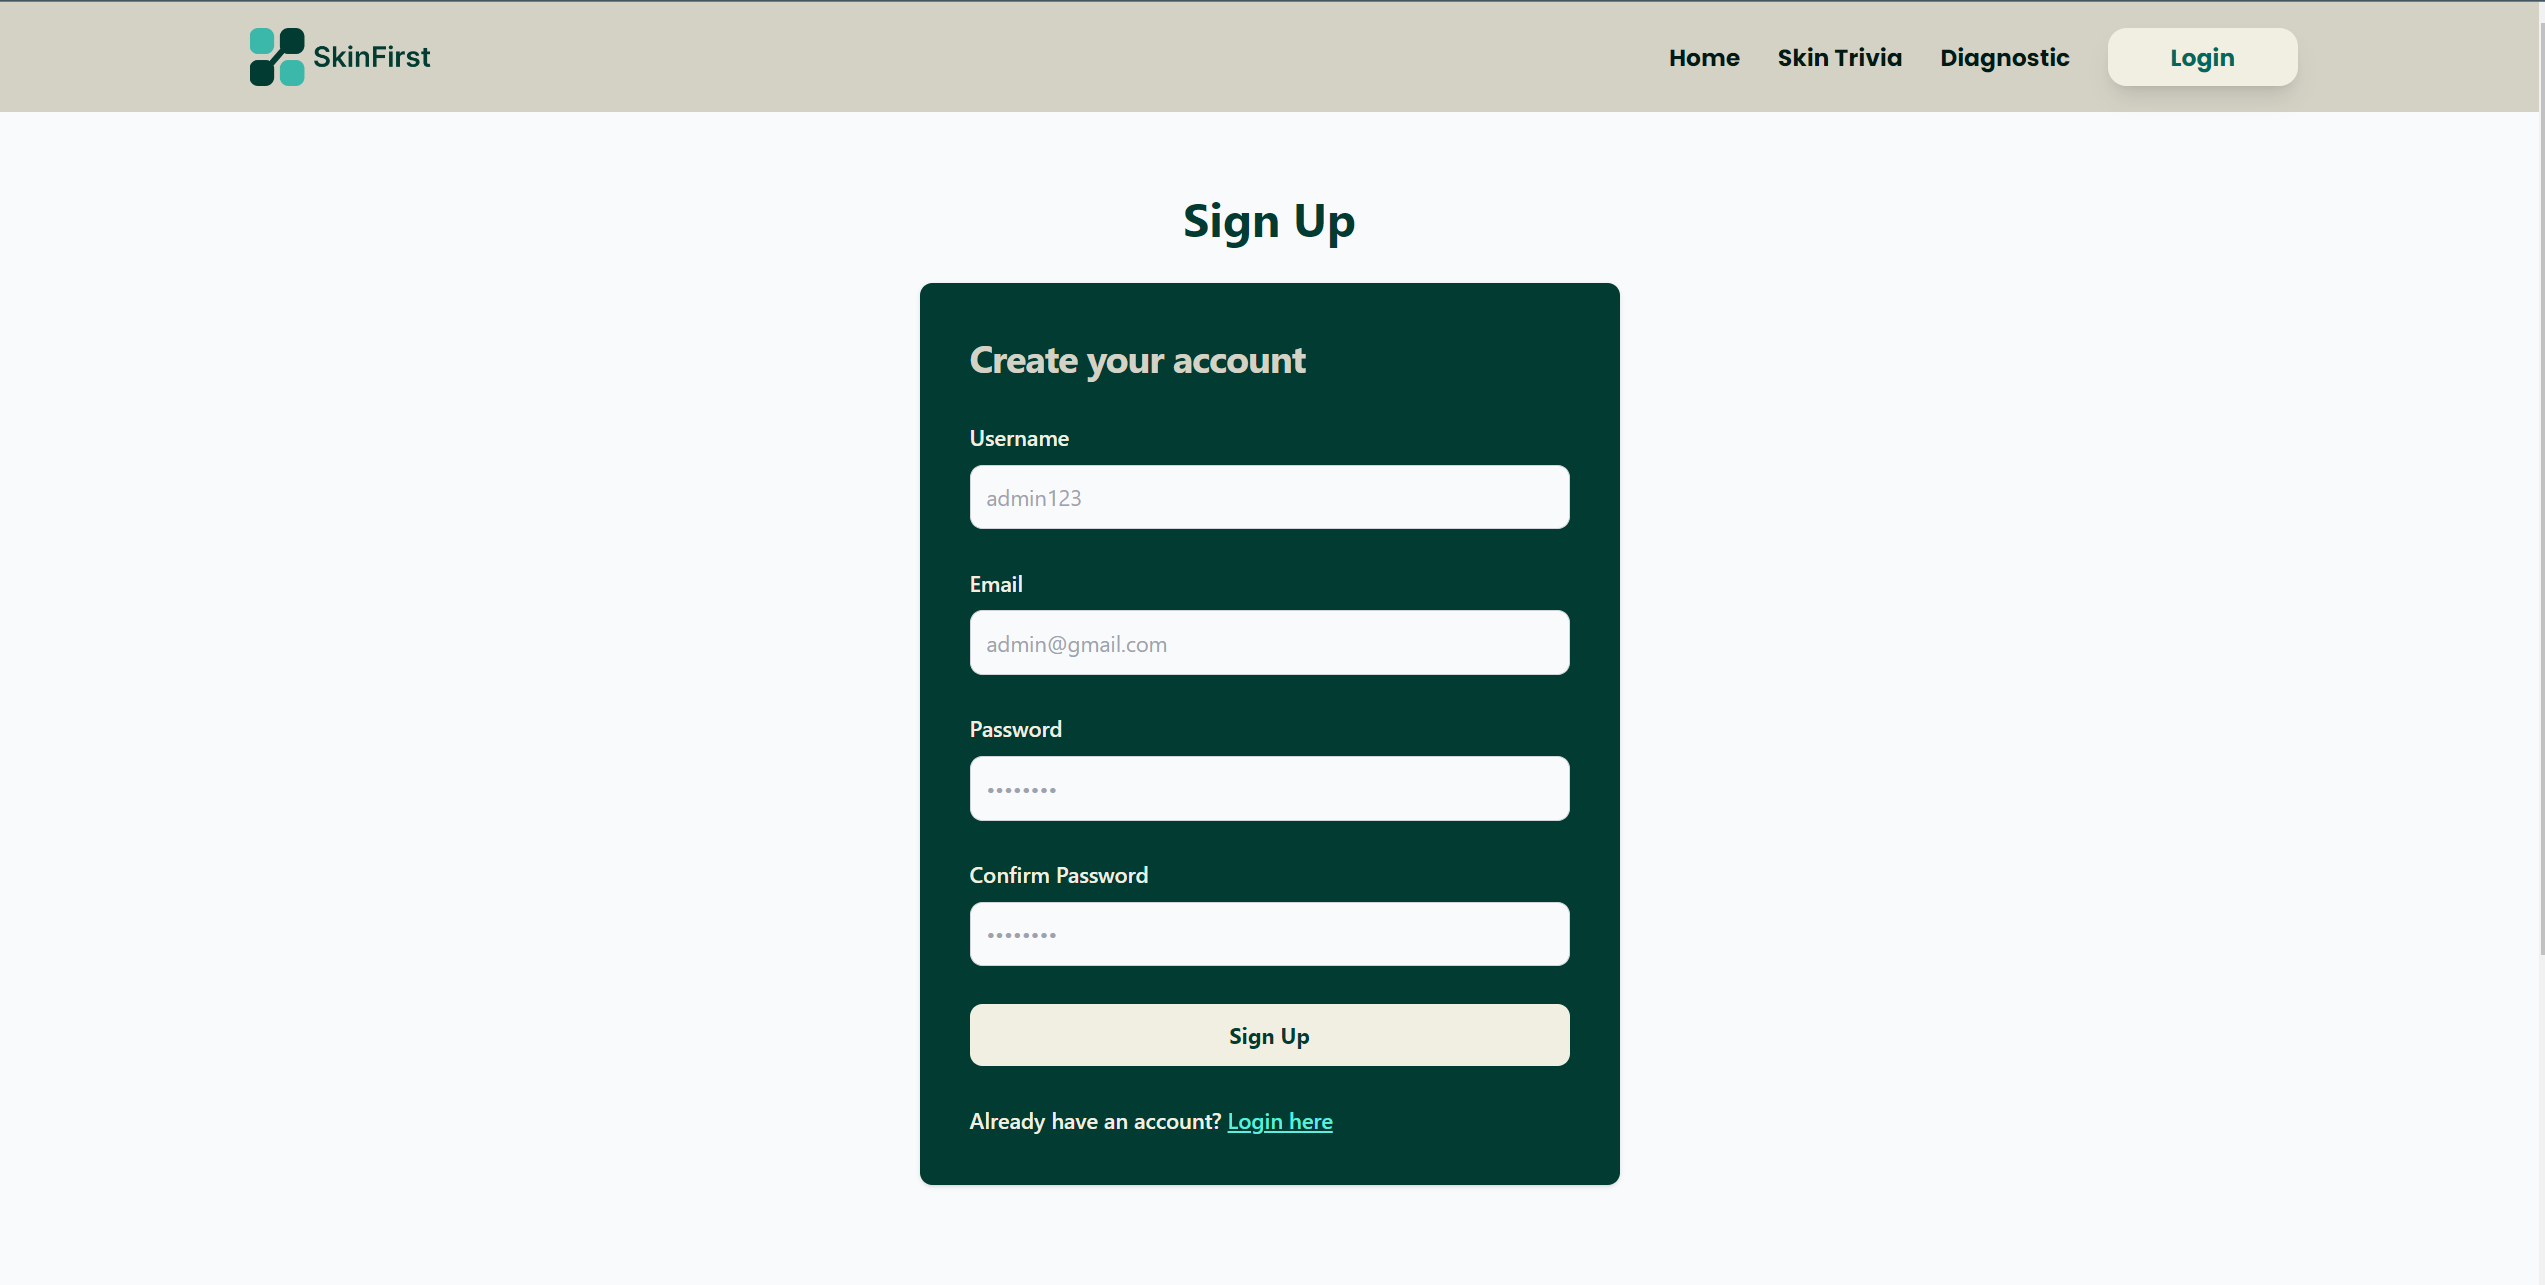 SkinFirst
Home Skin Trivia Diagnostic Login
Sign Up
Create your account
Username
admin123
Email
admin@gmail.com
Password
••••••••
Confirm Password
••••••••
Sign Up
Already have an account? Login here